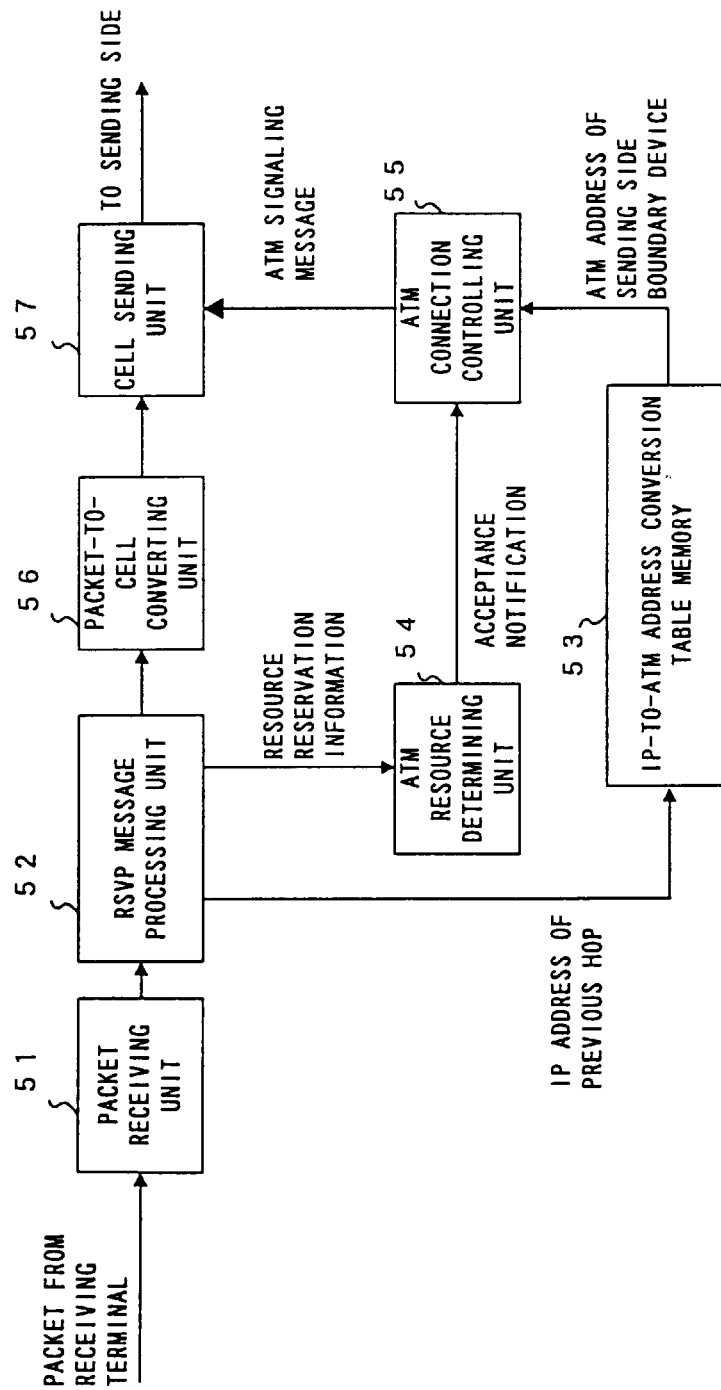 PACKET FROM
RECEIVING
TERMINAL
51
PACKET
RECEIVING
UNIT
52
RSVP MESSAGE
PROCESSING UNIT
56
PACKET-TO-
CELL
CONVERTING
UNIT
57
CELL SENDING
UNIT
TO SENDING SIDE
RESOURCE
RESERVATION
INFORMATION
ATM SIGNALING
MESSAGE
54
ATM
RESOURCE
DETERMINING
UNIT
ACCEPTANCE
NOTIFICATION
55
ATM
CONNECTION
CONTROLLING
UNIT
IP ADDRESS OF
PREVIOUS HOP
53
IP-TO-ATM ADDRESS CONVERSION
TABLE MEMORY
ATM ADDRESS OF
SENDING SIDE
BOUNDARY DEVICE